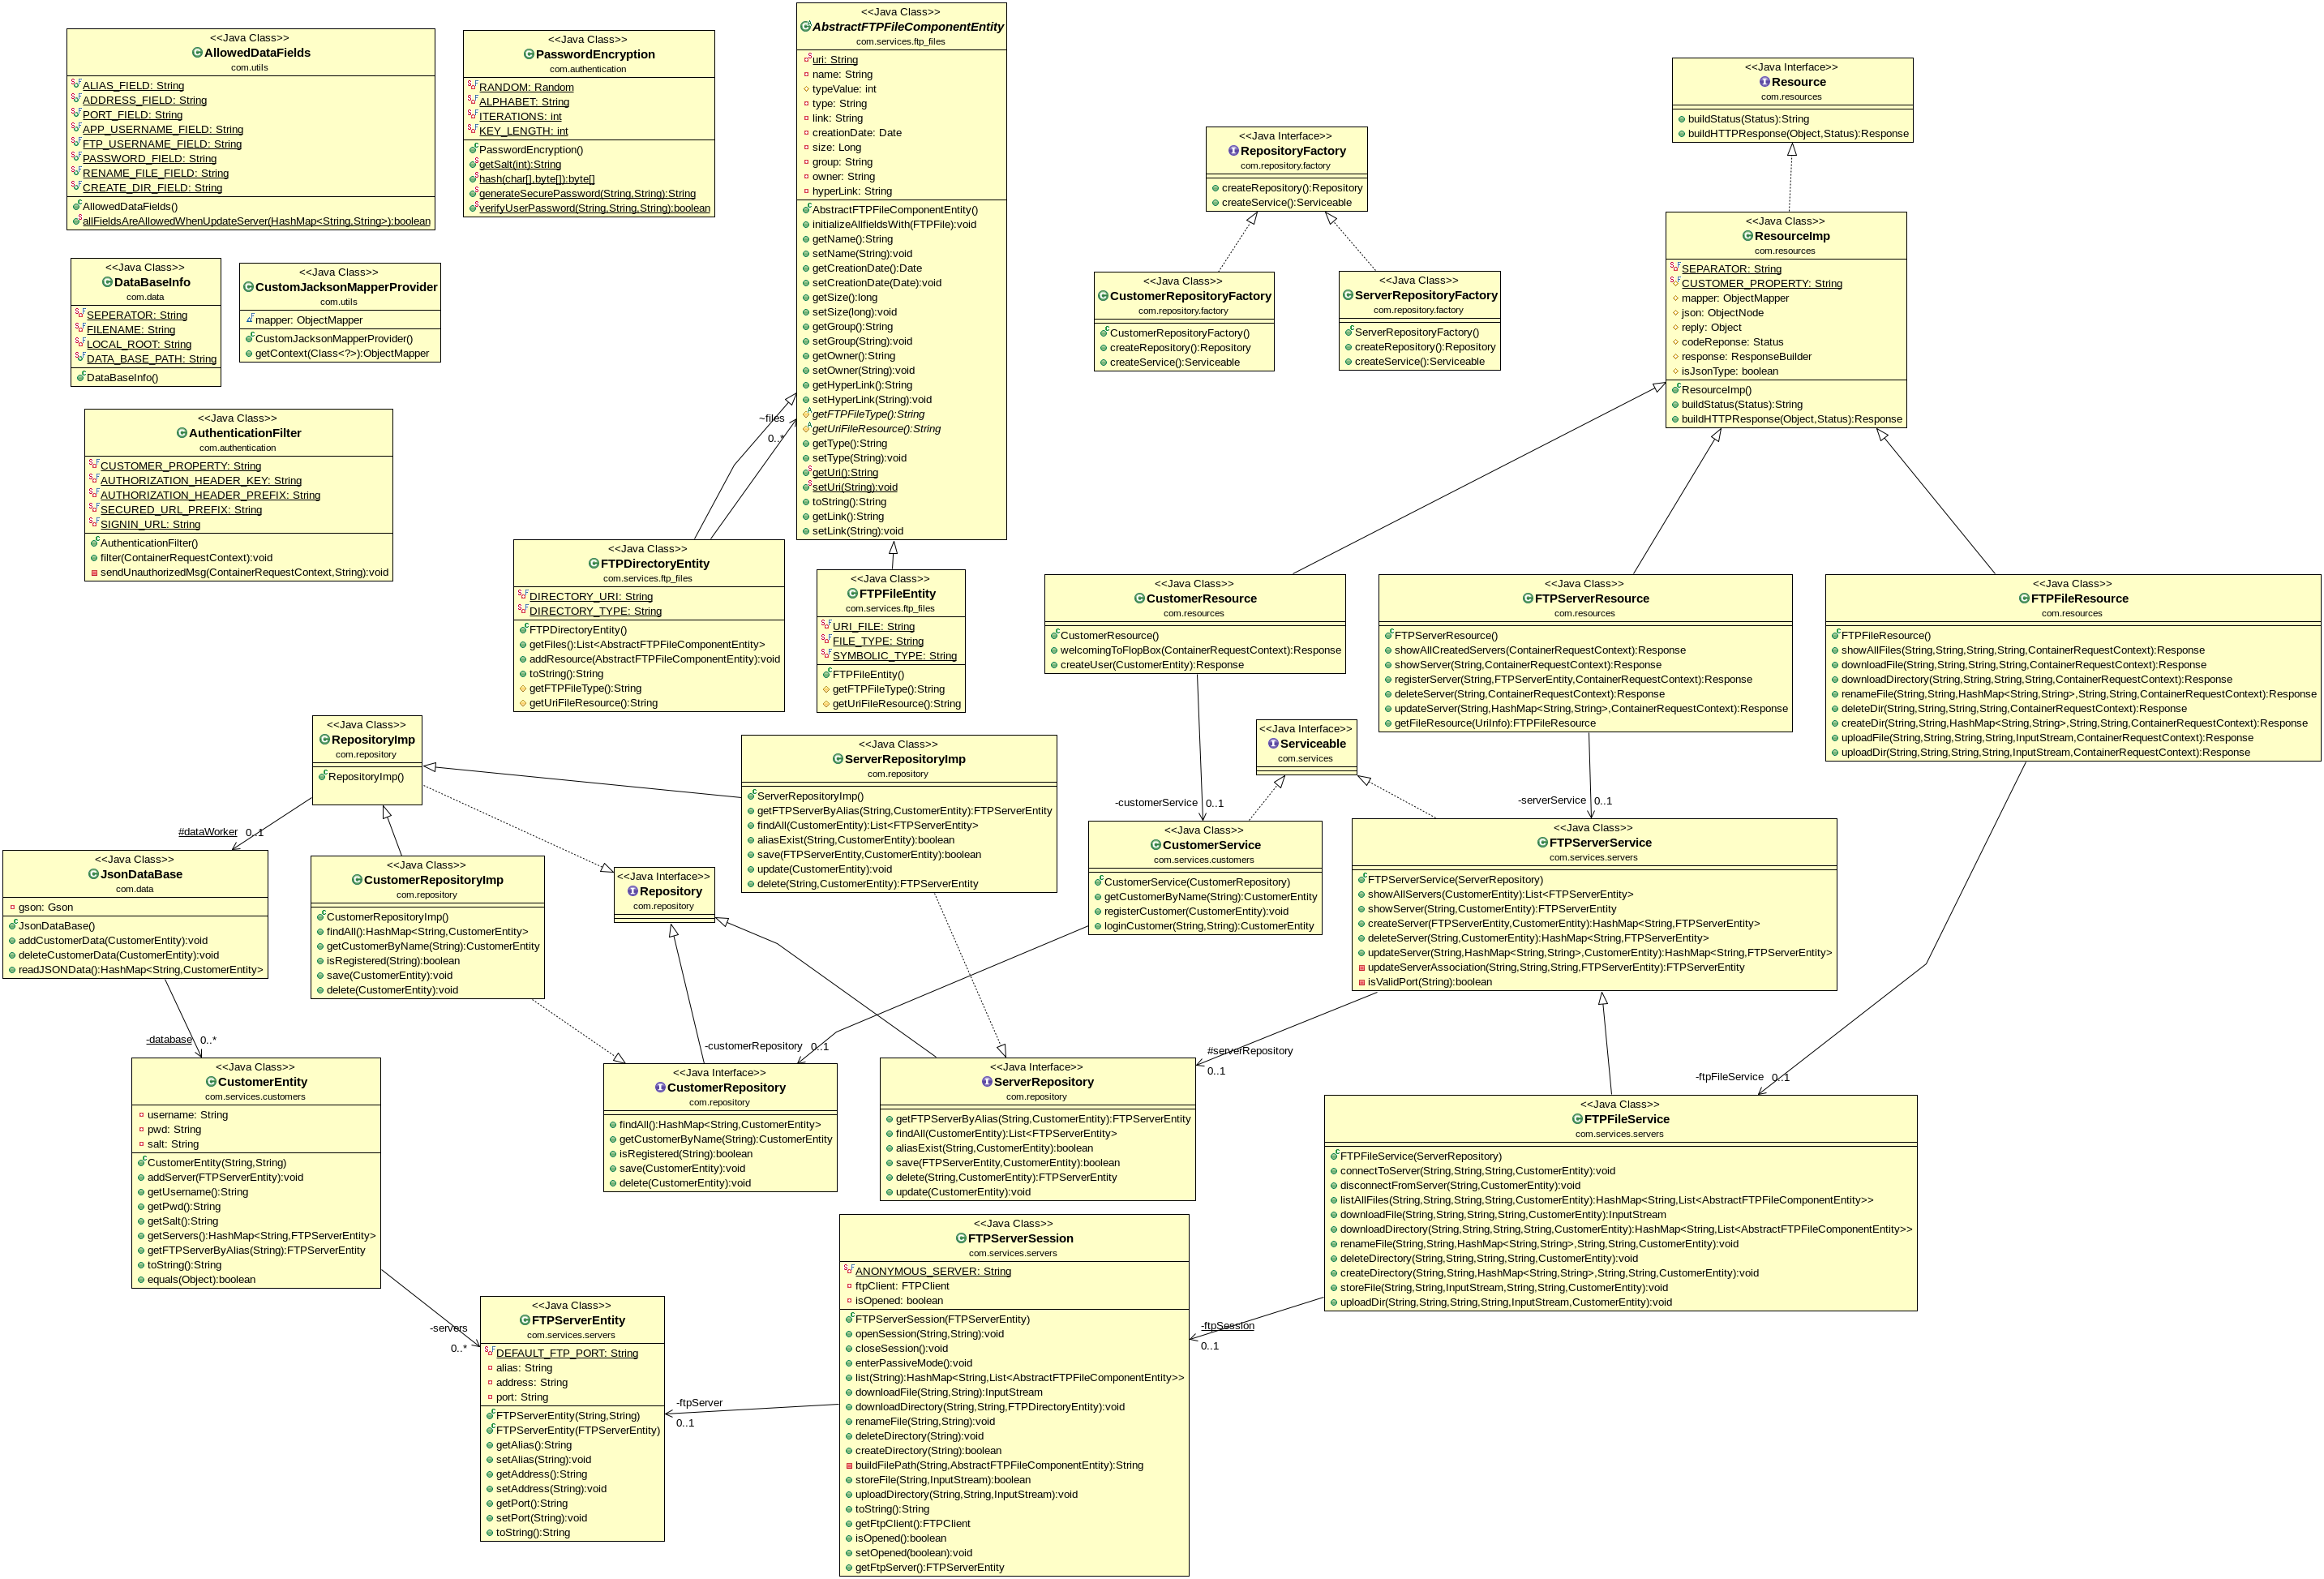 <<Java Class>>
AllowedDataFields
com.utils
ALIAS_FIELD: String
ADDRESS_FIELD: String
PORT_FIELD: String
APP_USERNAME_FIELD: String
FTP_USERNAME_FIELD: String
PASSWORD_FIELD: String
RENAME_FILE_FIELD: String
CREATE_DIR_FIELD: String
AllowedDataFields()
allFieldsAreAllowedWhenUpdateServer(HashMap<String,String>):boolean
<<Java Class>>
PasswordEncryption
com.authentication
RANDOM: Random
ALPHABET: String
ITERATIONS: int
KEY_LENGTH: int
PasswordEncryption()
getSalt(int):String
hash(char[],byte[]):byte[]
generateSecurePassword(String,String):String
verifyUserPassword(String,String,String):boolean
<<Java Class>>
AbstractFTPFileComponentEntity
com.services.ftp_files
uri: String
name: String
typeValue: int
type: String
link: String
creationDate: Date
size: Long
group: String
owner: String
hyperLink: String
AbstractFTPFileComponentEntity()
initializeAllfieldsWith(FTPFile):void
getName():String
setName(String):void
getCreationDate():Date
setCreationDate(Date):void
getSize():long
setSize(long):void
getGroup():String
setGroup(String):void
getOwner():String
setOwner(String):void
getHyperLink():String
setHyperLink(String):void
getFTPFileType():String
getUriFileResource():String
getType():String
setType(String):void
getUri():String
setUri(String):void
toString():String
getLink():String
setLink(String):void
<<Java Interface>>
RepositoryFactory
com.repository.factory
createRepository():Repository
createService():Serviceable
<<Java Interface>>
Resource
com.resources
buildStatus(Status):String
buildHTTPResponse(Object,Status):Response
<<Java Class>>
DataBaseInfo
com.data
SEPERATOR: String
FILENAME: String
LOCAL_ROOT: String
DATA_BASE_PATH: String
DataBaseInfo()
<<Java Class>>
CustomJacksonMapperProvider
com.utils
mapper: ObjectMapper
CustomJacksonMapperProvider()
getContext(Class<?>):ObjectMapper
<<Java Class>>
CustomerRepositoryFactory
com.repository.factory
CustomerRepositoryFactory()
createRepository():Repository
createService():Serviceable
<<Java Class>>
ServerRepositoryFactory
com.repository.factory
ServerRepositoryFactory()
createRepository():Repository
createService():Serviceable
<<Java Class>>
ResourceImp
com.resources
SEPARATOR: String
CUSTOMER_PROPERTY: String
mapper: ObjectMapper
json: ObjectNode
reply: Object
codeReponse: Status
response: ResponseBuilder
isJsonType: boolean
ResourceImp()
buildStatus(Status):String
buildHTTPResponse(Object,Status):Response
<<Java Class>>
AuthenticationFilter
com.authentication
CUSTOMER_PROPERTY: String
AUTHORIZATION_HEADER_KEY: String
AUTHORIZATION_HEADER_PREFIX: String
SECURED_URL_PREFIX: String
SIGNIN_URL: String
AuthenticationFilter()
filter(ContainerRequestContext):void
sendUnauthorizedMsg(ContainerRequestContext,String):void
~files
0..*
<<Java Class>>
FTPDirectoryEntity
com.services.ftp_files
DIRECTORY_URI: String
DIRECTORY_TYPE: String
FTPDirectoryEntity()
getFiles():List<AbstractFTPFileComponentEntity>
addResource(AbstractFTPFileComponentEntity):void
toString():String
getFTPFileType():String
getUriFileResource():String
<<Java Class>>
FTPFileEntity
com.services.ftp_files
URI_FILE: String
FILE_TYPE: String
SYMBOLIC_TYPE: String
FTPFileEntity()
getFTPFileType():String
getUriFileResource():String
<<Java Class>>
CustomerResource
com.resources
CustomerResource()
welcomingToFlopBox(ContainerRequestContext):Response
createUser(CustomerEntity):Response
<<Java Class>>
FTPServerResource
com.resources
FTPServerResource()
showAllCreatedServers(ContainerRequestContext):Response
showServer(String,ContainerRequestContext):Response
registerServer(String,FTPServerEntity,ContainerRequestContext):Response
deleteServer(String,ContainerRequestContext):Response
updateServer(String,HashMap<String,String>,ContainerRequestContext):Response
getFileResource(UriInfo):FTPFileResource
<<Java Class>>
FTPFileResource
com.resources
FTPFileResource()
showAllFiles(String,String,String,String,ContainerRequestContext):Response
downloadFile(String,String,String,String,ContainerRequestContext):Response
downloadDirectory(String,String,String,String,ContainerRequestContext):Response
renameFile(String,String,HashMap<String,String>,String,String,ContainerRequestContext):Response
deleteDir(String,String,String,String,ContainerRequestContext):Response
createDir(String,String,HashMap<String,String>,String,String,ContainerRequestContext):Response
uploadFile(String,String,String,String,InputStream,ContainerRequestContext):Response
uploadDir(String,String,String,String,InputStream,ContainerRequestContext):Response
<<Java Class>>
RepositoryImp
com.repository
RepositoryImp()
<<Java Class>>
ServerRepositoryImp
com.repository
ServerRepositoryImp()
getFTPServerByAlias(String,CustomerEntity):FTPServerEntity
findAll(CustomerEntity):List<FTPServerEntity>
aliasExist(String,CustomerEntity):boolean
save(FTPServerEntity,CustomerEntity):boolean
update(CustomerEntity):void
delete(String,CustomerEntity):FTPServerEntity
<<Java Interface>>
Serviceable
com.services
-customerService
0..1
-serverService
0..1
#dataWorker
0..1
<<Java Class>>
JsonDataBase
com.data
gson: Gson
JsonDataBase()
addCustomerData(CustomerEntity):void
deleteCustomerData(CustomerEntity):void
readJSONData():HashMap<String,CustomerEntity>
<<Java Class>>
CustomerRepositoryImp
com.repository
CustomerRepositoryImp()
findAll():HashMap<String,CustomerEntity>
getCustomerByName(String):CustomerEntity
isRegistered(String):boolean
save(CustomerEntity):void
delete(CustomerEntity):void
<<Java Interface>>
Repository
com.repository
<<Java Class>>
CustomerService
com.services.customers
CustomerService(CustomerRepository)
getCustomerByName(String):CustomerEntity
registerCustomer(CustomerEntity):void
loginCustomer(String,String):CustomerEntity
<<Java Class>>
FTPServerService
com.services.servers
FTPServerService(ServerRepository)
showAllServers(CustomerEntity):List<FTPServerEntity>
showServer(String,CustomerEntity):FTPServerEntity
createServer(FTPServerEntity,CustomerEntity):HashMap<String,FTPServerEntity>
deleteServer(String,CustomerEntity):HashMap<String,FTPServerEntity>
updateServer(String,HashMap<String,String>,CustomerEntity):HashMap<String,FTPServerEntity>
updateServerAssociation(String,String,String,FTPServerEntity):FTPServerEntity
isValidPort(String):boolean
-database
0..*
-customerRepository
0..1
#serverRepository
0..1
-ftpFileService
0..1
<<Java Class>>
CustomerEntity
com.services.customers
username: String
pwd: String
salt: String
CustomerEntity(String,String)
addServer(FTPServerEntity):void
getUsername():String
getPwd():String
getSalt():String
getServers():HashMap<String,FTPServerEntity>
getFTPServerByAlias(String):FTPServerEntity
toString():String
equals(Object):boolean
<<Java Interface>>
CustomerRepository
com.repository
findAll():HashMap<String,CustomerEntity>
getCustomerByName(String):CustomerEntity
isRegistered(String):boolean
save(CustomerEntity):void
delete(CustomerEntity):void
<<Java Interface>>
ServerRepository
com.repository
getFTPServerByAlias(String,CustomerEntity):FTPServerEntity
findAll(CustomerEntity):List<FTPServerEntity>
aliasExist(String,CustomerEntity):boolean
save(FTPServerEntity,CustomerEntity):boolean
delete(String,CustomerEntity):FTPServerEntity
update(CustomerEntity):void
<<Java Class>>
FTPFileService
com.services.servers
FTPFileService(ServerRepository)
connectToServer(String,String,String,CustomerEntity):void
disconnectFromServer(String,CustomerEntity):void
listAllFiles(String,String,String,String,CustomerEntity):HashMap<String,List<AbstractFTPFileComponentEntity>>
downloadFile(String,String,String,String,CustomerEntity):InputStream
downloadDirectory(String,String,String,String,CustomerEntity):HashMap<String,List<AbstractFTPFileComponentEntity>>
renameFile(String,String,HashMap<String,String>,String,String,CustomerEntity):void
deleteDirectory(String,String,String,String,CustomerEntity):void
createDirectory(String,String,HashMap<String,String>,String,String,CustomerEntity):void
storeFile(String,String,InputStream,String,String,CustomerEntity):void
uploadDir(String,String,String,String,InputStream,CustomerEntity):void
-servers
0..*
-ftpSession
0..1
<<Java Class>>
FTPServerEntity
com.services.servers
DEFAULT_FTP_PORT: String
alias: String
address: String
port: String
FTPServerEntity(String,String)
FTPServerEntity(FTPServerEntity)
getAlias():String
setAlias(String):void
getAddress():String
setAddress(String):void
getPort():String
setPort(String):void
toString():String
-ftpServer
0..1
<<Java Class>>
FTPServerSession
com.services.servers
ANONYMOUS_SERVER: String
ftpClient: FTPClient
isOpened: boolean
FTPServerSession(FTPServerEntity)
openSession(String,String):void
closeSession():void
enterPassiveMode():void
list(String):HashMap<String,List<AbstractFTPFileComponentEntity>>
downloadFile(String,String):InputStream
downloadDirectory(String,String,FTPDirectoryEntity):void
renameFile(String,String):void
deleteDirectory(String):void
createDirectory(String):boolean
buildFilePath(String,AbstractFTPFileComponentEntity):String
storeFile(String,InputStream):boolean
uploadDirectory(String,String,InputStream):void
toString():String
getFtpClient():FTPClient
isOpened():boolean
setOpened(boolean):void
getFtpServer():FTPServerEntity